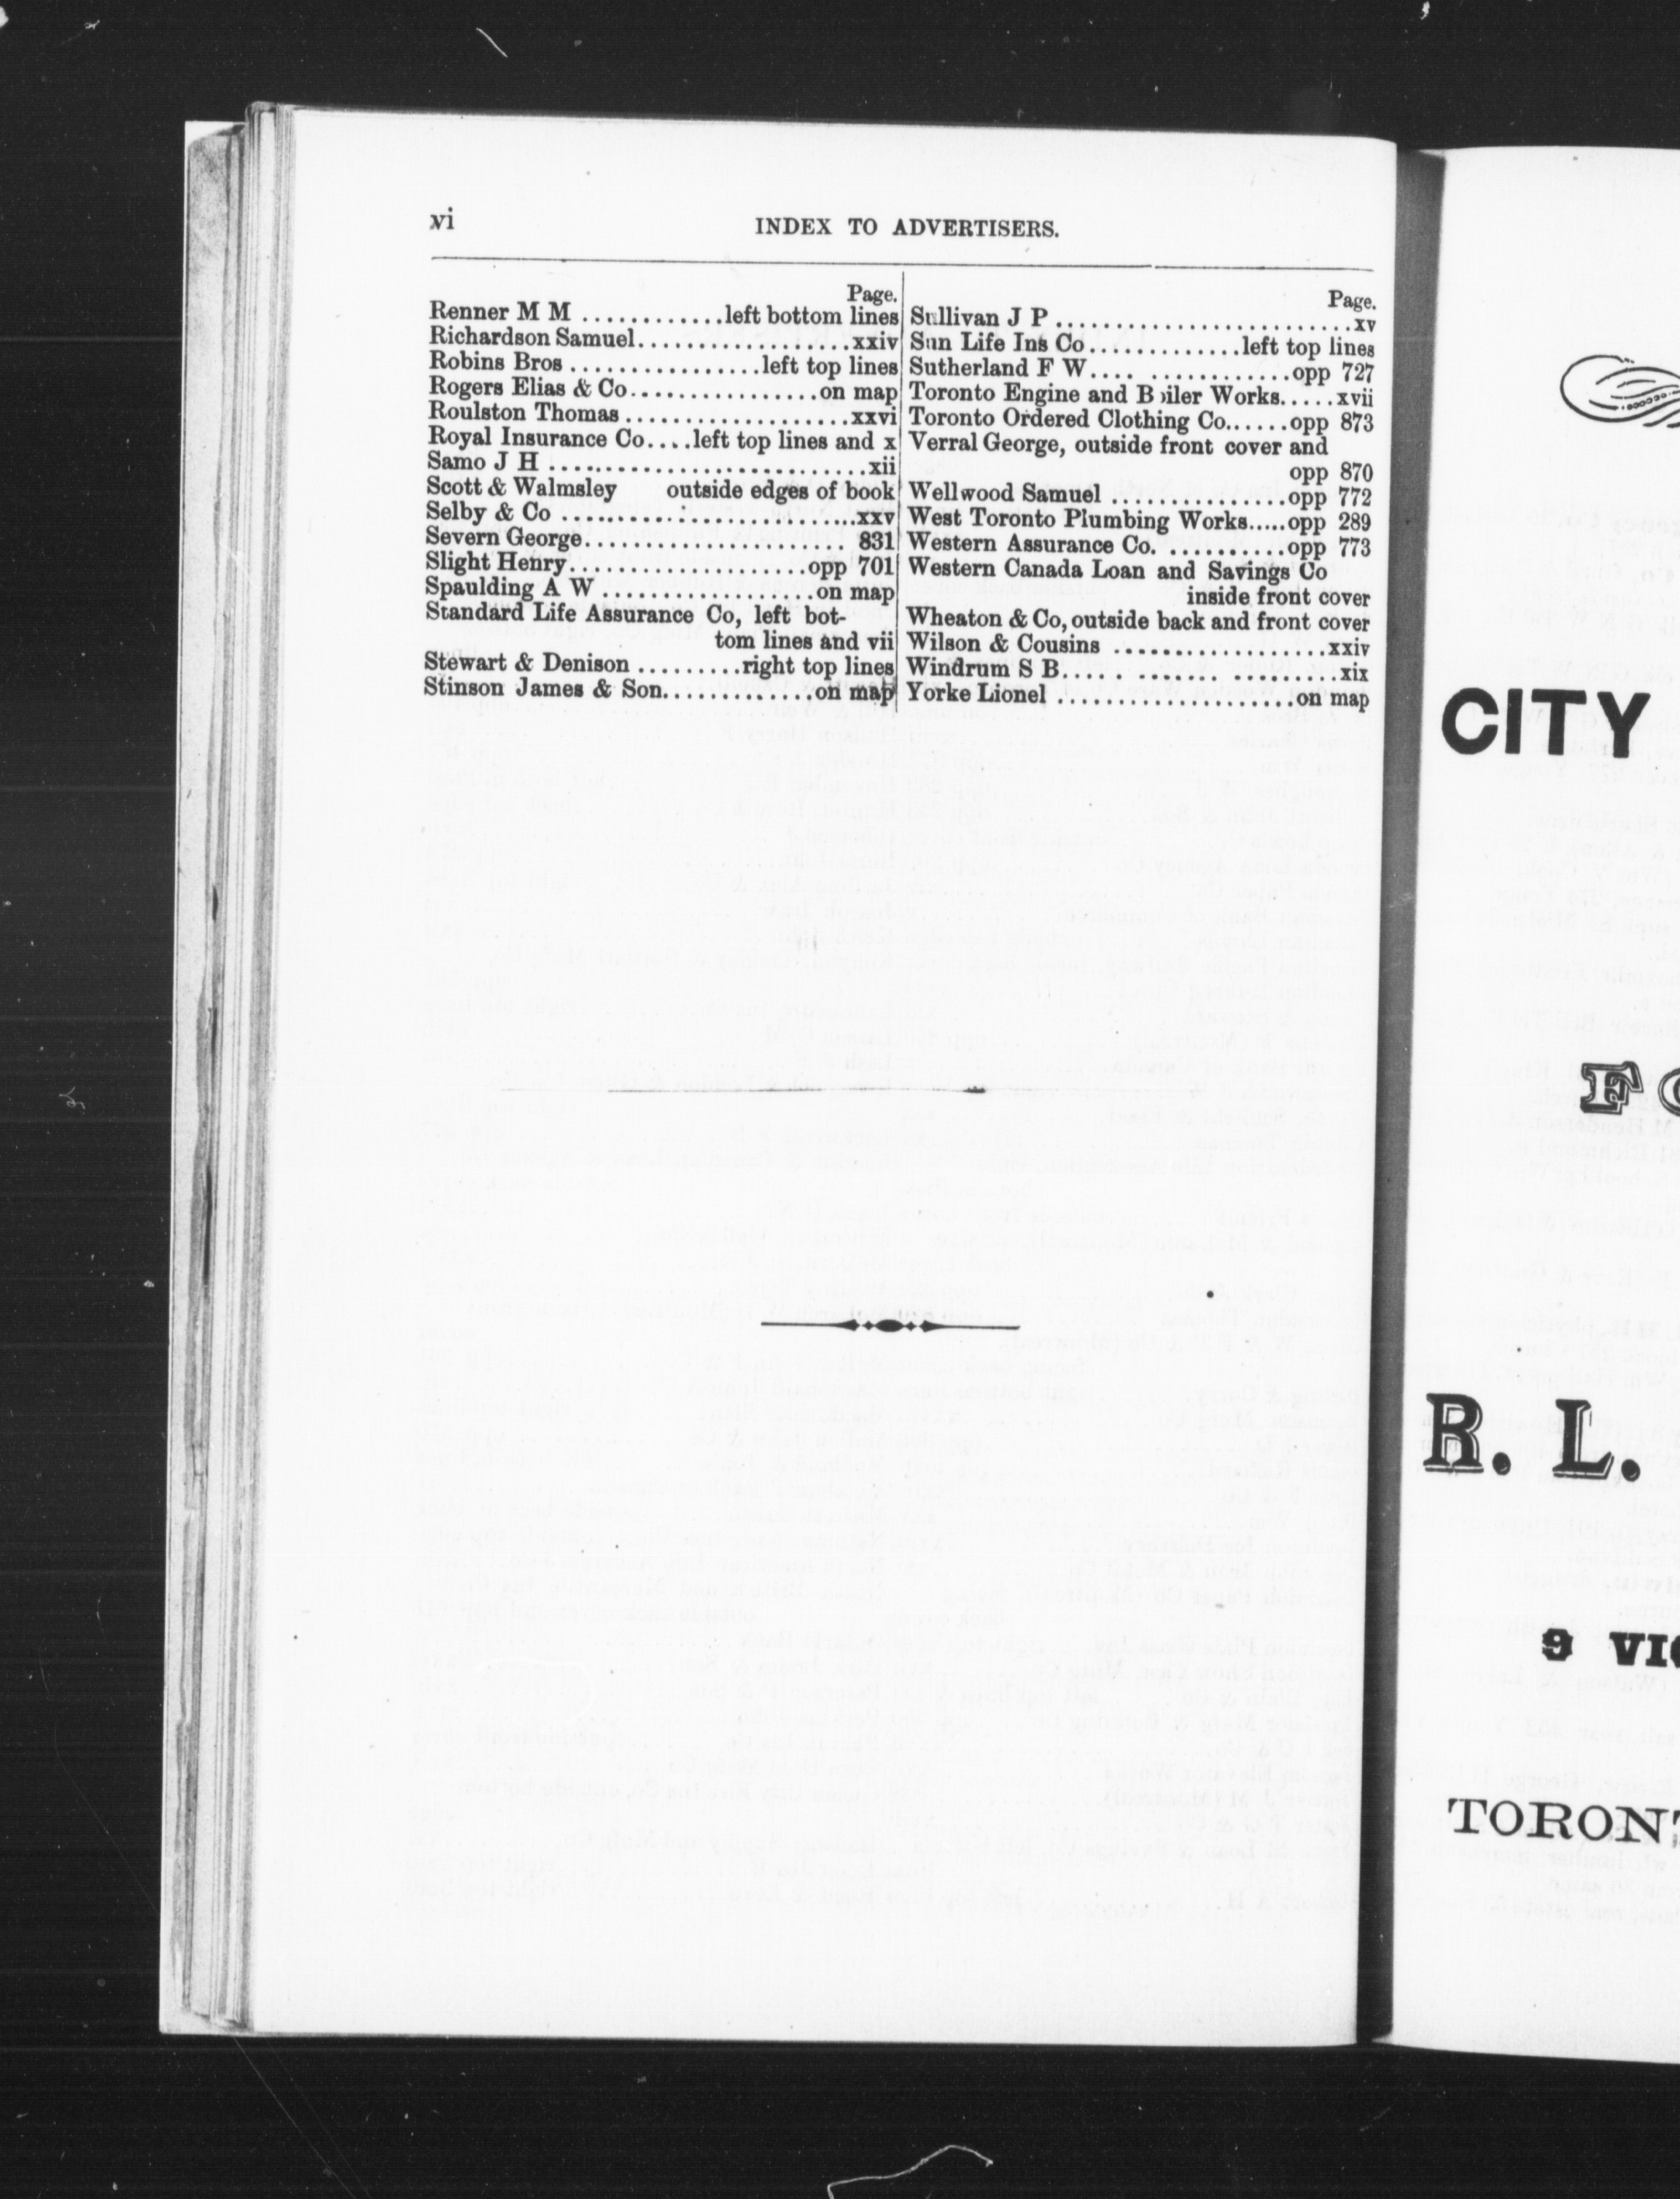 vi
INDEX TO ADVERTISERS.
Page.
Renner M M ............left bottom lines
Richardson Samuel..................xxiv
Robins Bros ................left top lines
Rogers Elias & Co................on map
Roulston Thomas...................xxvi
Royal Insurance Co....left top lines and x
Samo J H ...........................xii
Scott & Walmsley outside edges of book
Selby & Co ..........................xxv
Severn George...................... 831
Slight Henry....................opp 701
Spaulding A W ..................on map
Standard Life Assurance Co, left bot-
tom lines and vii
Stewart & Denison .........right top lines
Stinson James & Son.............on map
Page.
Sullivan J P.........................xv
Sun Life Ins Co.............left top lines
Sutherland F W.... ............opp 727
Toronto Engine and Boiler Works.....xvii
Toronto Ordered Clothing Co......opp 873
Verral George, outside front cover and
opp 870
Wellwood Samuel ...............opp 772
West Toronto Plumbing Works.....opp 289
Western Assurance Co. ..........opp 773
Western Canada Loan and Savings Co
inside front cover
Wheaton & Co, outside back and front cover
Wilson & Cousins ..................xxiv
Windrum S B..... ....... .........xix
Yorke Lionel ....................on map
CITY
R. L.
9
TORONT